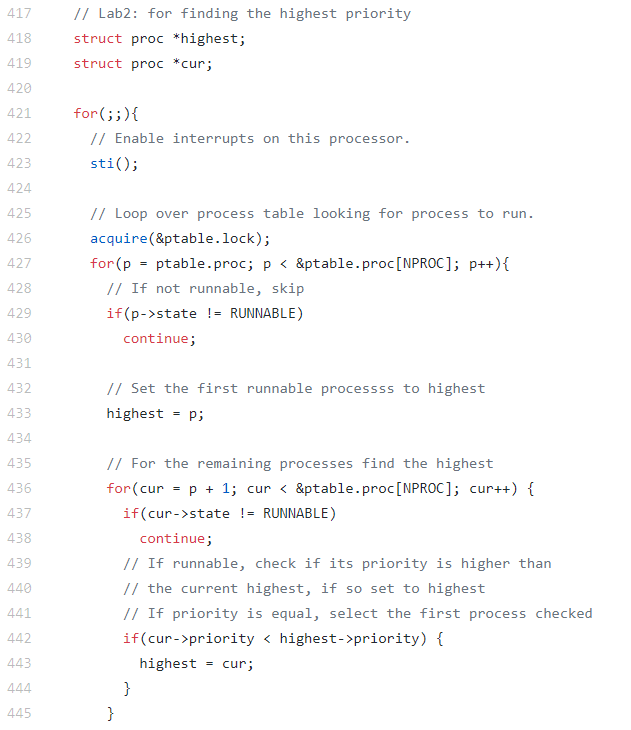 417 // Lab2: for finding the highest priority
418 struct proc *highest;
419 struct proc *cur;
420
421 for(;;){
422 // Enable interrupts on this processor.
423 sti();
424
425 // Loop over process table looking for process to run.
426 acquire(&ptable.lock);
427 for(p = ptable.proc; p < &ptable.proc[NPROC]; p++){
428 // If not runnable, skip
429 if(p->state != RUNNABLE)
430 continue;
431
432 // Set the first runnable processss to highest
433 highest = p;
434
435 // For the remaining processes find the highest
436 for(cur = p + 1; cur < &ptable.proc[NPROC]; cur++) {
437 if(cur->state != RUNNABLE)
438 continue;
439 // If runnable, check if its priority is higher than
440 // the current highest, if so set to highest
441 // If priority is equal, select the first process checked
442 if(cur->priority < highest->priority) {
443 highest = cur;
444 }
445 }